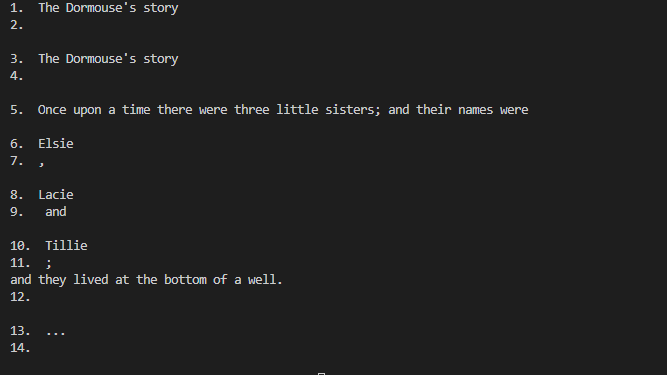 1.  The Dormouse's story
2.
3.  The Dormouse's story
4.
5.  Once upon a time there were three little sisters; and their names were
6.  Elsie
7.  ,
8.  Lacie
9.   and
10.  Tillie
11.  ;
and they lived at the bottom of a well.
12.
13.  ...
14.